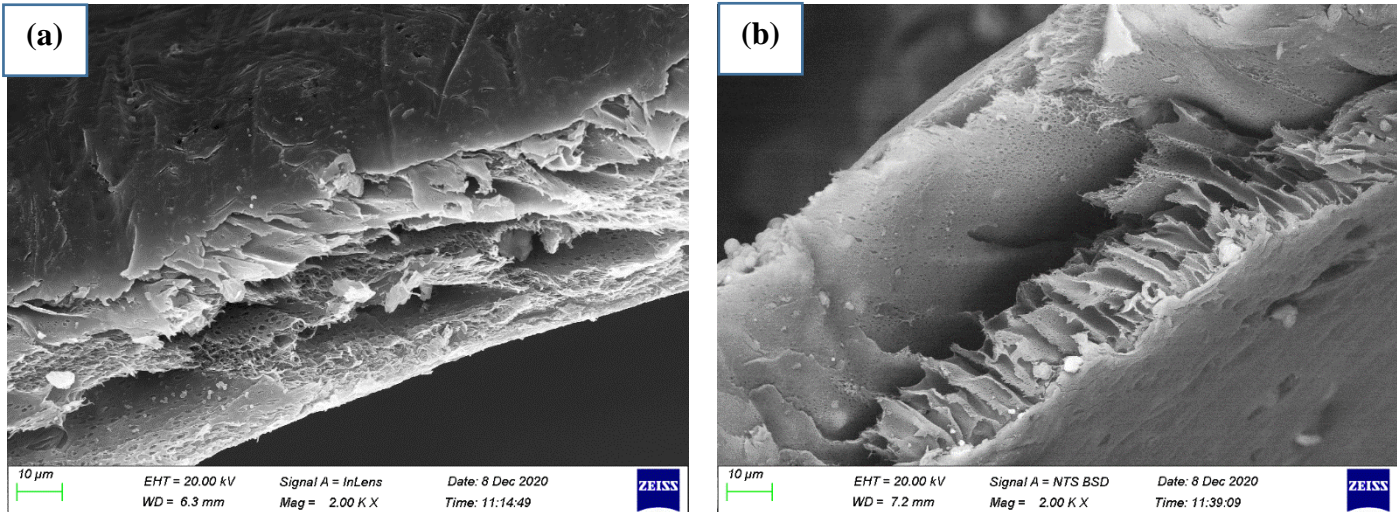 (a)
10 µm
EHT = 20.00 kV
Signal A = InLens
Date: 8 Dec 2020
WD = 6.3 mm
Mag = 2.00 K X
Time: 11:14:49
ZEISS
(b)
10 µm
EHT = 20.00 kV
Signal A = NTS BSD
Date: 8 Dec 2020
WD = 7.2 mm
Mag = 2.00 K X
Time: 11:39:09
ZEISS